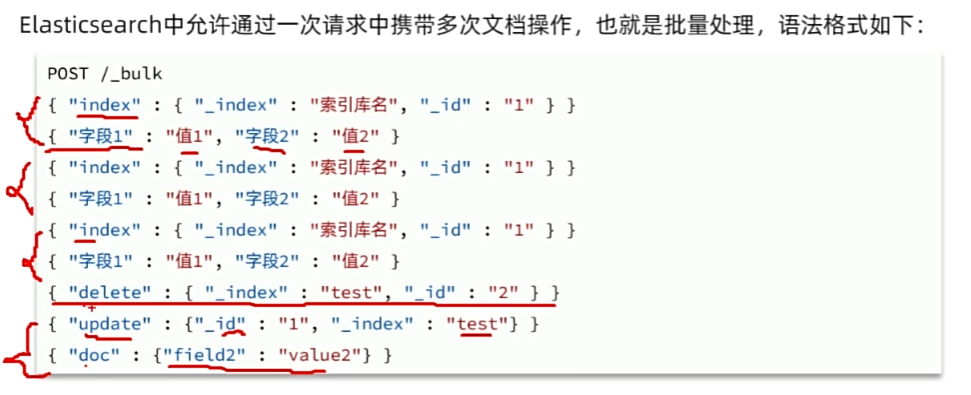 Elasticsearch中允许通过一次请求中携带多次文档操作，也就是批量处理，语法格式如下：
POST /_bulk
{ "index" : { "_index" : "索引库名", "_id" : "1" } }
{ "字段1" : "值1", "字段2" : "值2" }
{ "index" : { "_index" : "索引库名", "_id" : "1" } }
{ "字段1" : "值1", "字段2" : "值2" }
{ "index" : { "_index" : "索引库名", "_id" : "1" } }
{ "字段1" : "值1", "字段2" : "值2" }
{ "delete" : { "_index" : "test", "_id" : "2" } }
{ "update" : {"_id" : "1", "_index" : "test"} }
{ "doc" : {"field2" : "value2"} }